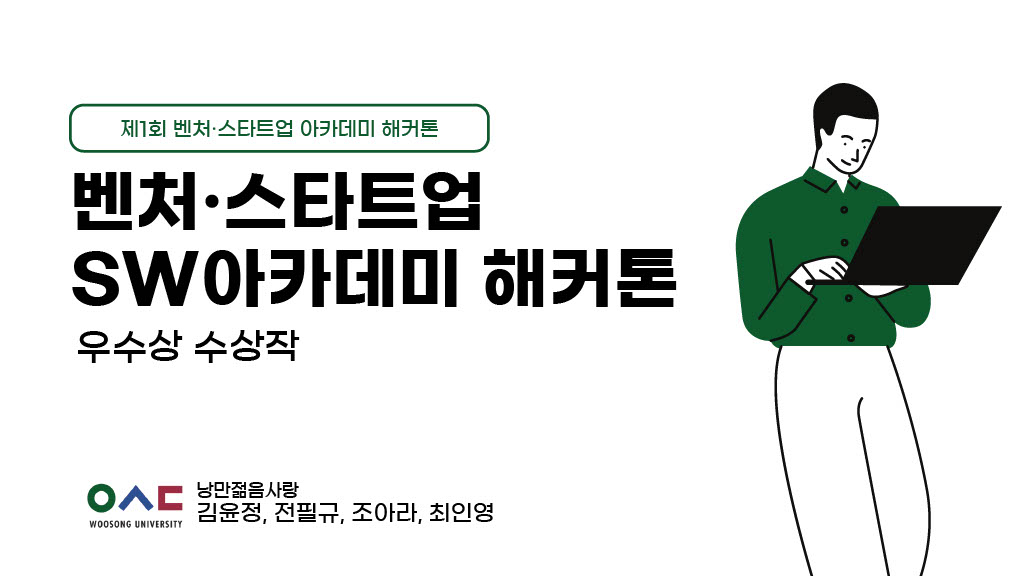 제1회 벤처·스타트업 아카데미 해커톤
벤처·스타트업
SW아카데미 해커톤
우수상 수상작
낭만젊음사랑
김윤정, 전필규, 조아라, 최인영
WOOSONG UNIVERSITY